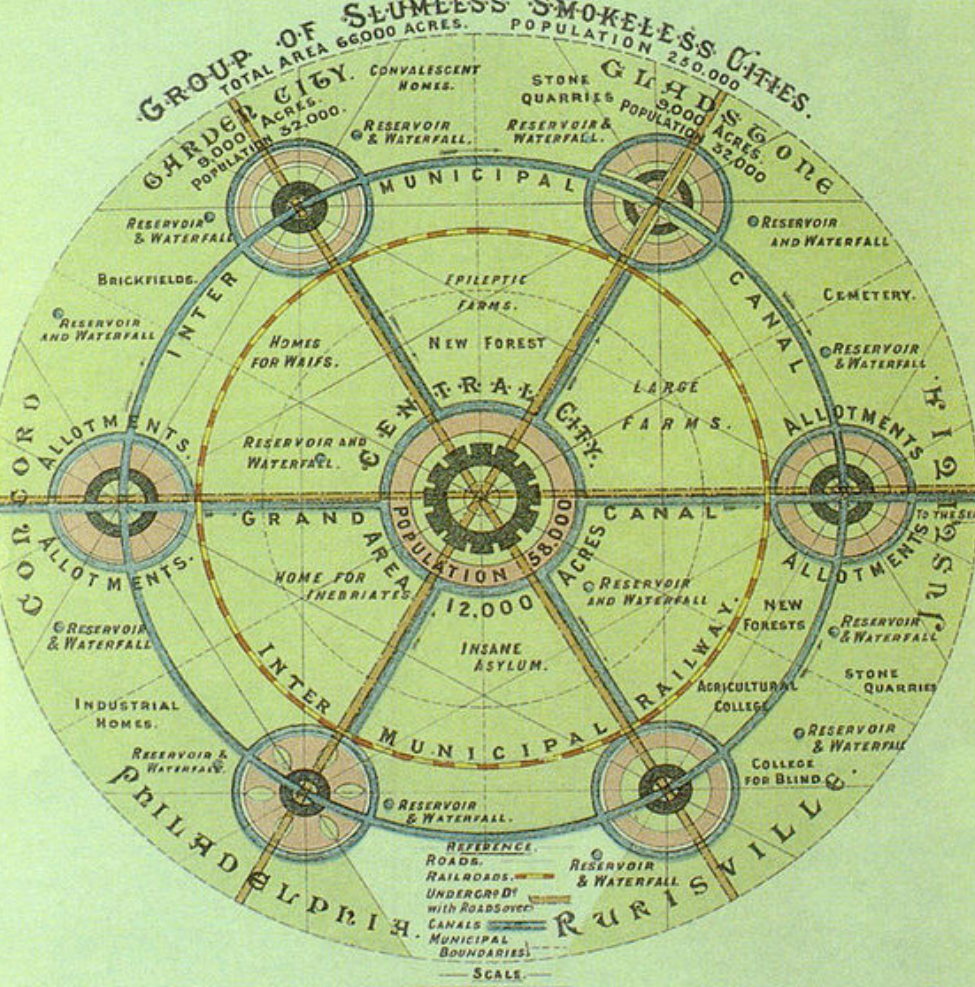 GROUP OF SLUMLESS SMOKELESS CITIES.
TOTAL AREA 66,000 ACRES. POPULATION 250,000
GARDEN CITY.
9,000 ACRES.
POPULATION 32.000.
CONVALESCENT
HOMES.
STONE
QUARRIES
GLADSTONE
9,000 ACRES.
POPULATION 32,000
RESERVOIR
& WATERFALL.
RESERVOIR &
WATERFALL.
MUNICIPAL
RESERVOIR
& WATERFALL
RESERVOIR
AND WATERFALL
BRICKFIELDS.
INTER
EPILEPTIC
FARMS.
CANAL
CEMETERY.
RESERVOIR
AND WATERFALL
HOMES
FOR WAIFS.
NEW FOREST
RESERVOIR
& WATERFALL
LARGE
FARMS.
CENTRAL CITY.
CONCORD
ALLOTMENTS.
RESERVOIR AND
WATERFALL.
ALLOTMENTS
JUSTITIA
GRAND
CANAL
TO THE SEA
AREA
POPULATION 58.000
ACRES
12,000
ALLOTMENTS.
ALLOTMENTS
HOME FOR
INEBRIATES.
RESERVOIR
AND WATERFALL
NEW
FORESTS
RESERVOIR
& WATERFALL
RESERVOIR
& WATERFALL
INSANE
ASYLUM.
INTER MUNICIPAL RAILWAY.
AGRICULTURAL
COLLEGE
STONE
QUARRIES
INDUSTRIAL
HOMES.
RESERVOIR
& WATERFALL
RESERVOIR &
WATERFALL.
COLLEGE
FOR BLIND.
RESERVOIR
& WATERFALL.
PHILADELPHIA.
RURISVILLE.
RESERVOIR
& WATERFALL
REFERENCE.
ROADS.
RAILROADS.
UNDERGRO D?
with ROADS over
CANALS
MUNICIPAL
BOUNDARIES
SCALE.